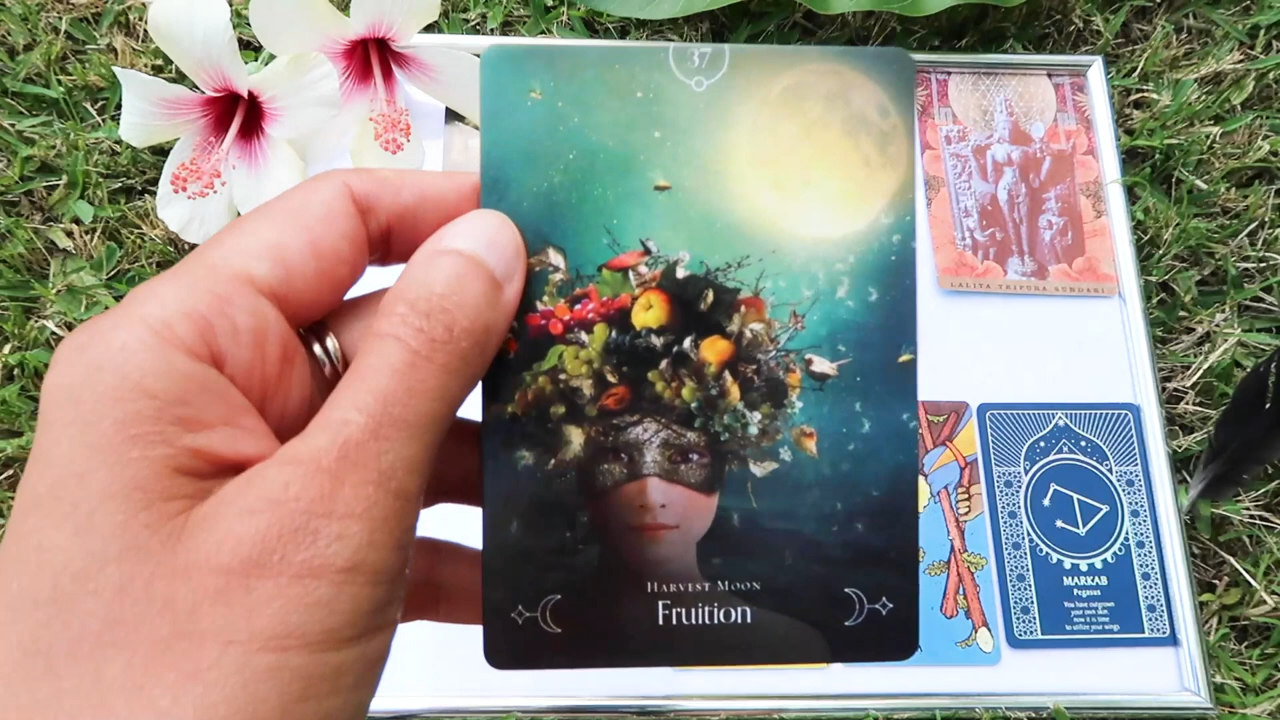 37
HARVEST MOON
Fruition
LALITA TRIPURA SUNDARI
R
MARKAB
Pegasus
You have outgrown
your own skin,
now it is time
to utilize your wings